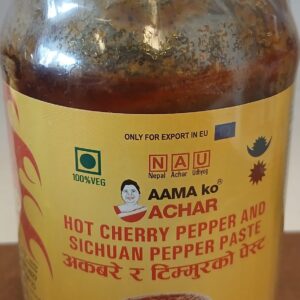 ONLY FOR EXPORT IN EU
NAU
Nepal Achar Udhyog
100%VEG
AAMA ko®
ACHAR
HOT CHERRY PEPPER AND
SICHUAN PEPPER PASTE
अकबरे र टिम्मुरको पेस्ट